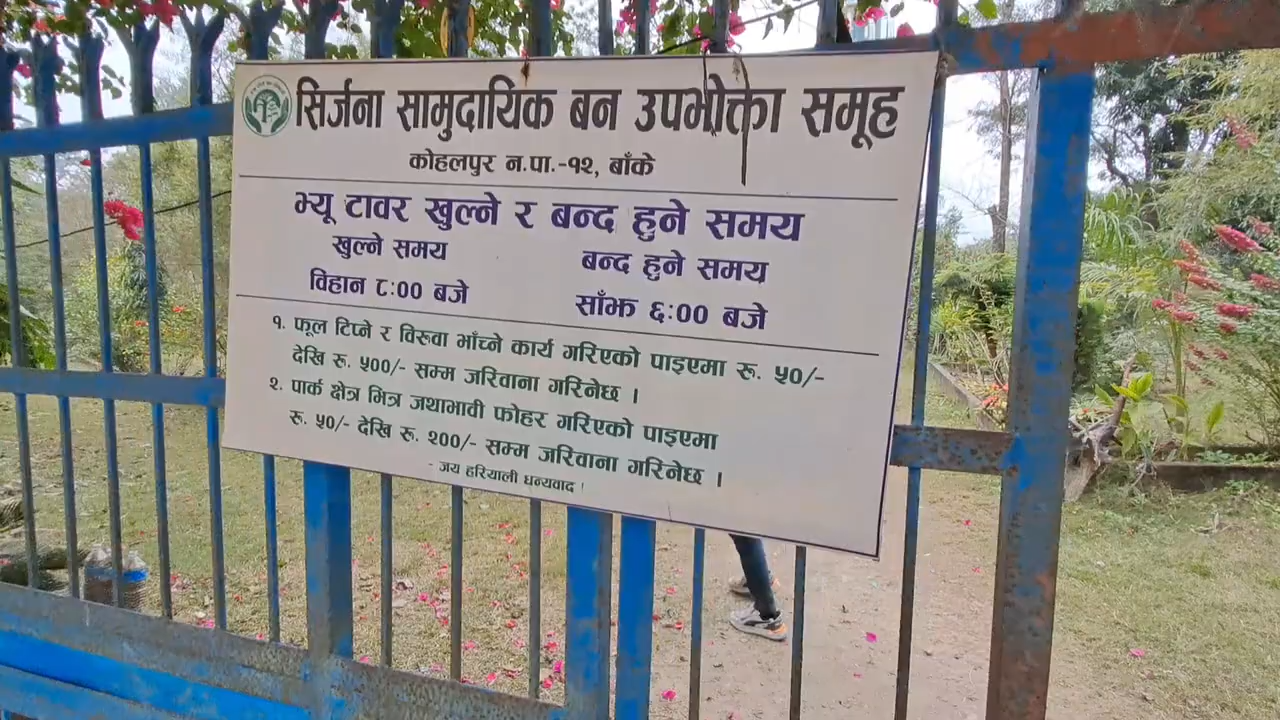 सिर्जना सामुदायिक बन उपभोक्ता समूह
कोहलपुर न.पा.-१२, बाँके
भ्यू टावर खुल्ने र बन्द हुने समय
खुल्ने समय बन्द हुने समय
विहान ८:०० बजे साँझ ६:०० बजे
१. फूल टिप्ने र विरुवा भाँच्ने कार्य गरिएको पाइएमा रू. ५०/-
देखि रू. ५००/- सम्म जरिवाना गरिनेछ ।
२. पार्क क्षेत्र भित्र जथाभावी फोहर गरिएको पाइएमा
रू. ५०/- देखि रू. २००/- सम्म जरिवाना गरिनेछ ।
- जय हरियाली धन्यवाद ।